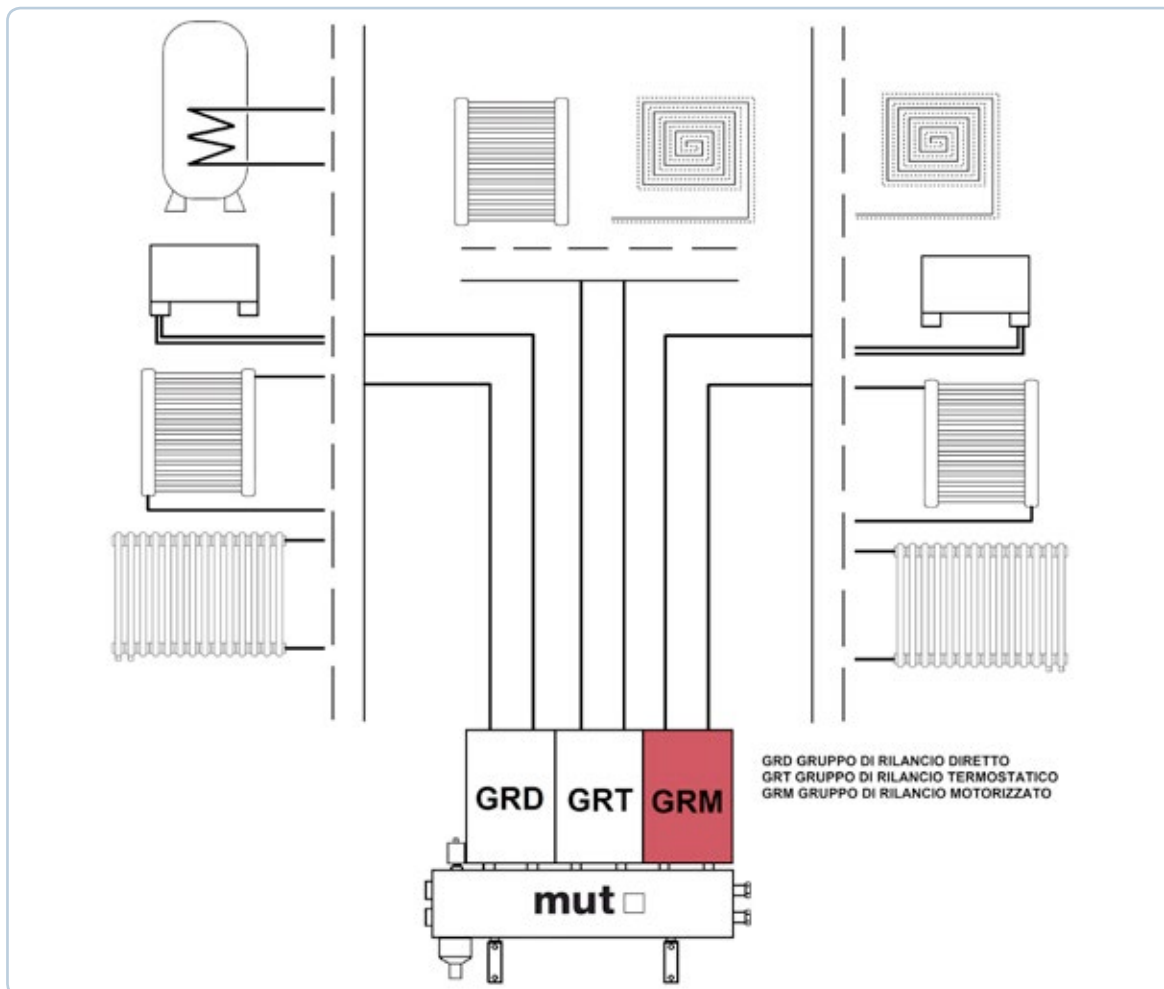 GRD GRT GRM
GRD GRUPPO DI RILANCIO DIRETTO
GRT GRUPPO DI RILANCIO TERMOSTATICO
GRM GRUPPO DI RILANCIO MOTORIZZATO
mut